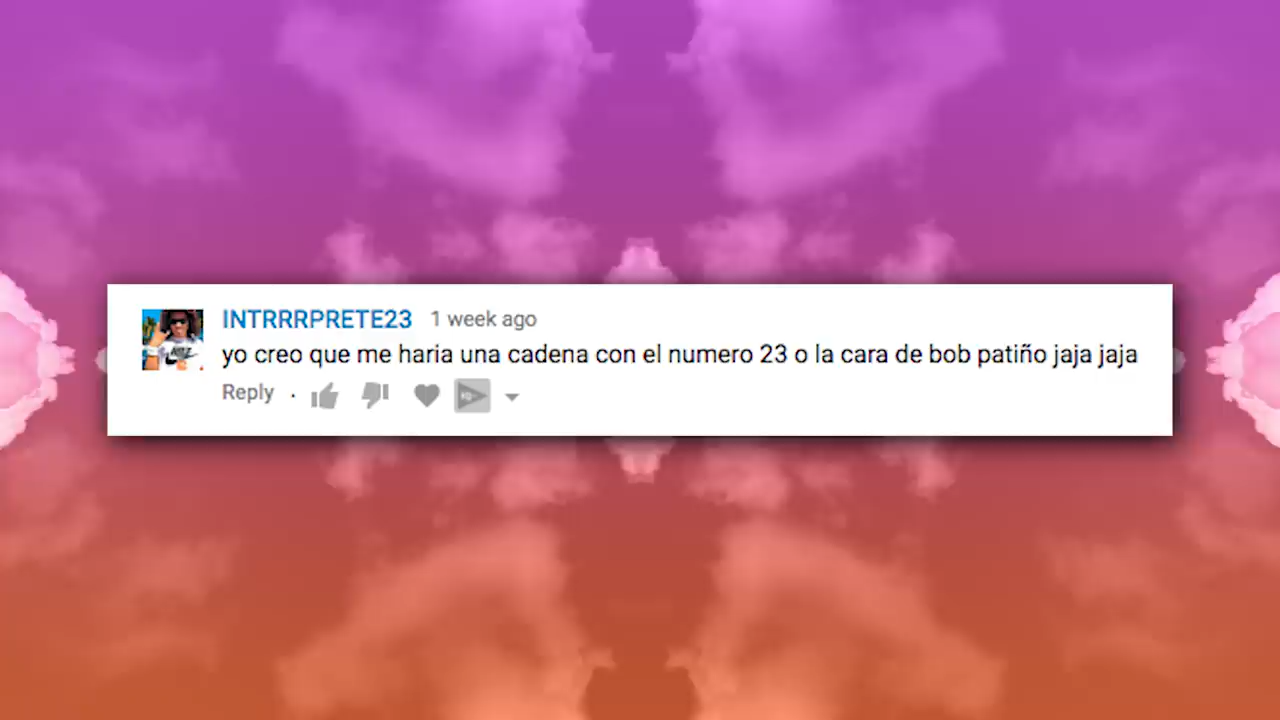 INTRRRPRETE23 1 week ago
yo creo que me haria una cadena con el numero 23 o la cara de bob patiño jaja jaja
Reply ·